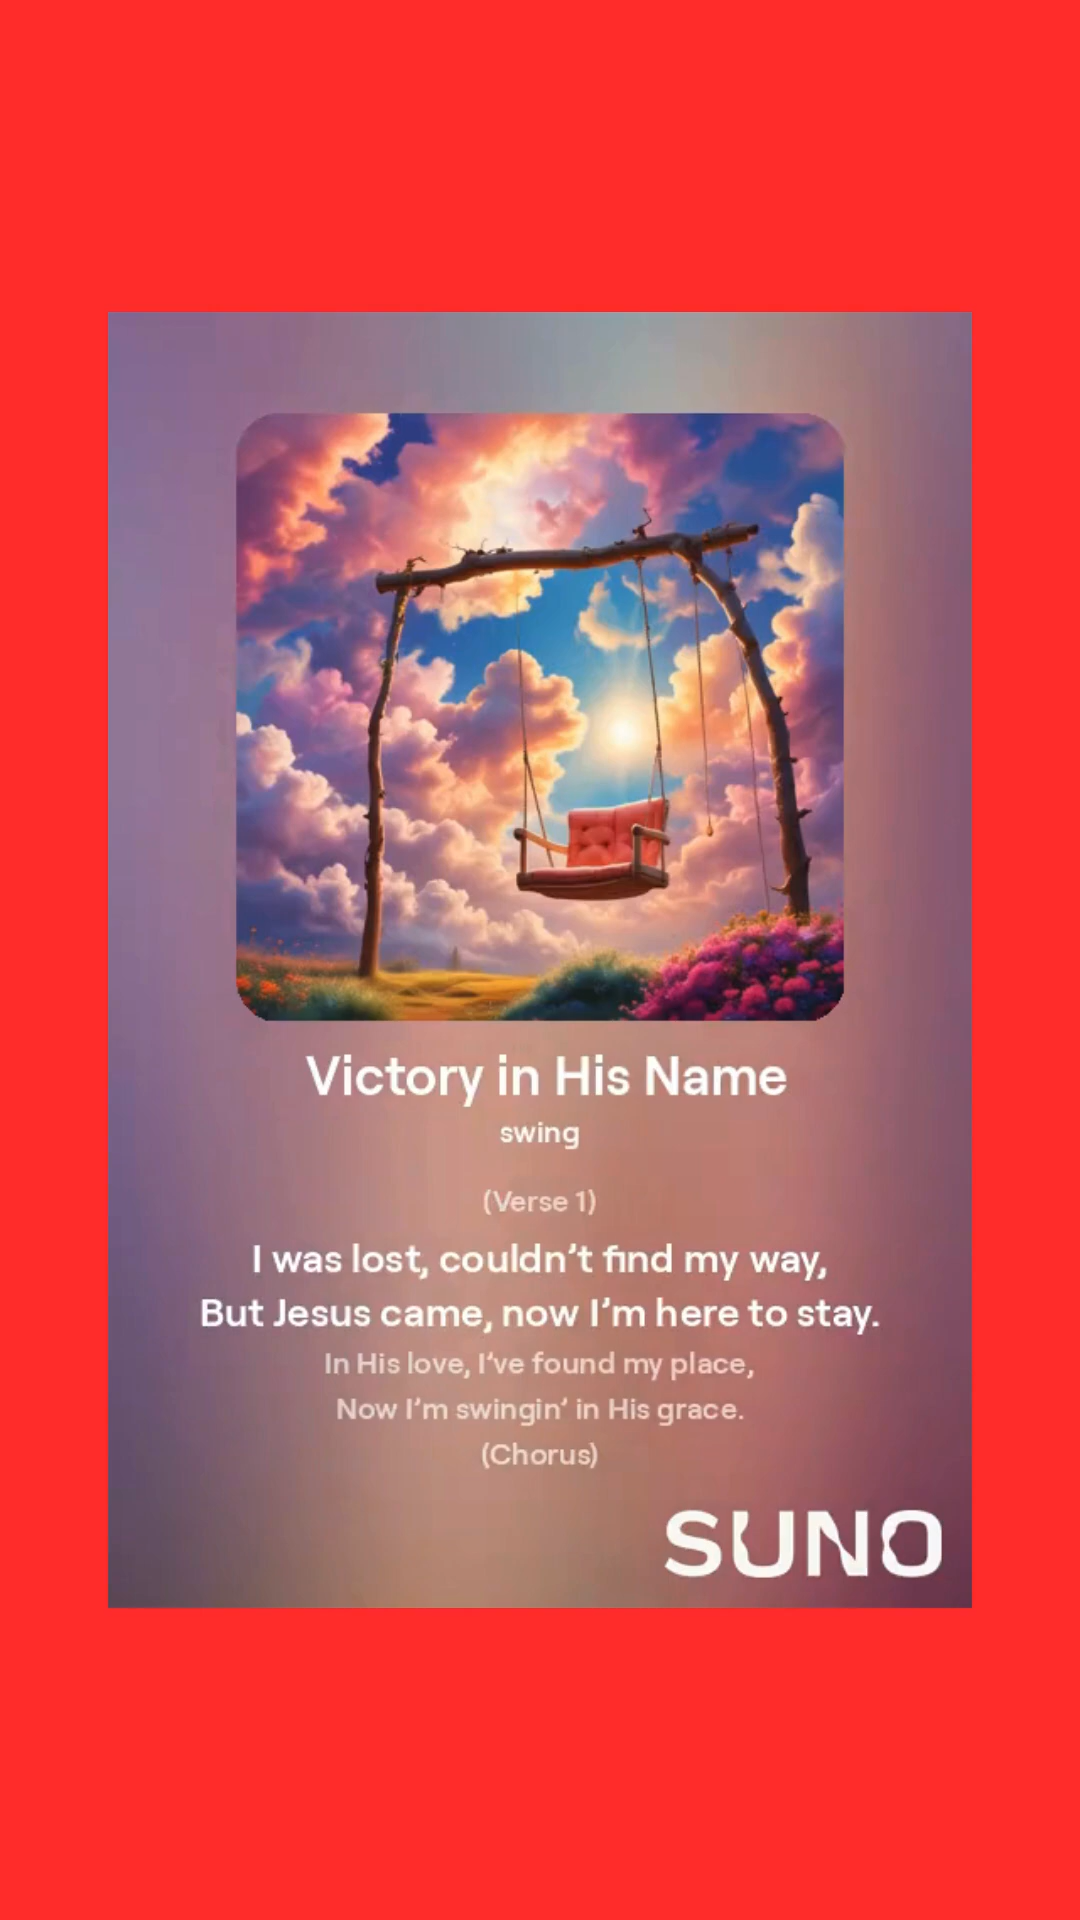 Victory in His Name
swing
(Verse 1)
I was lost, couldn’t find my way,
But Jesus came, now I’m here to stay.
In His love, I’ve found my place,
Now I’m swingin’ in His grace.
(Chorus)
SUNO